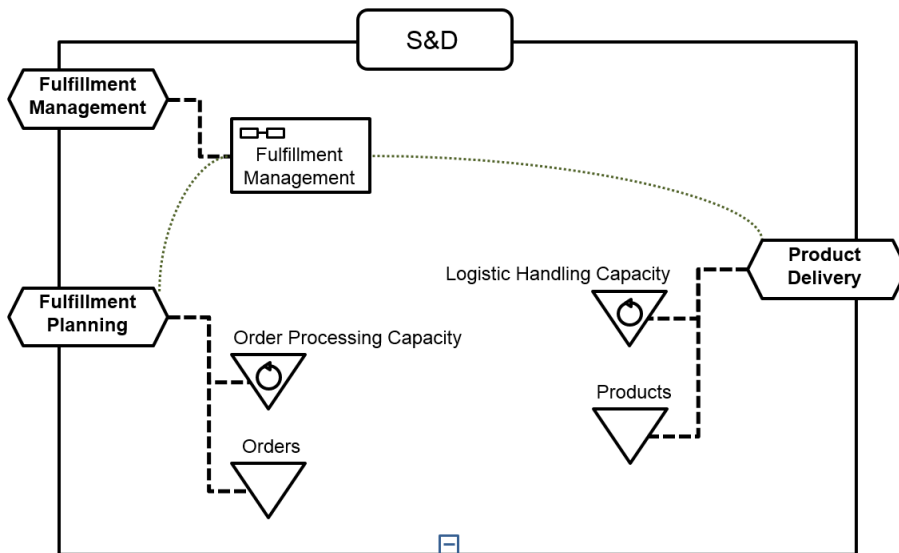 S&D
Fulfillment
Management
Fulfillment
Management
Product
Delivery
Logistic Handling Capacity
Fulfillment
Planning
Order Processing Capacity
Products
Orders